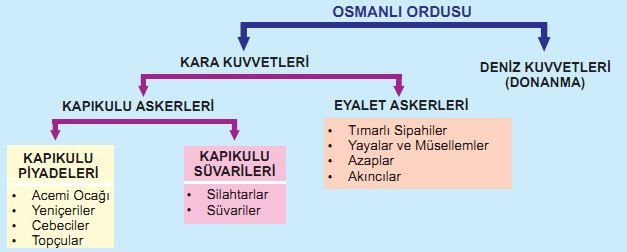 OSMANLI ORDUSU
KARA KUVVETLERİ
DENİZ KUVVETLERİ
(DONANMA)
KAPIKULU ASKERLERİ
EYALET ASKERLERİ
• Tımarlı Sipahiler
• Yayalar ve Müsellemler
• Azaplar
• Akıncılar
KAPIKULU
PİYADELERİ
• Acemi Ocağı
• Yeniçeriler
• Cebeciler
• Topçular
KAPIKULU
SÜVARİLERİ
• Silahtarlar
• Süvariler